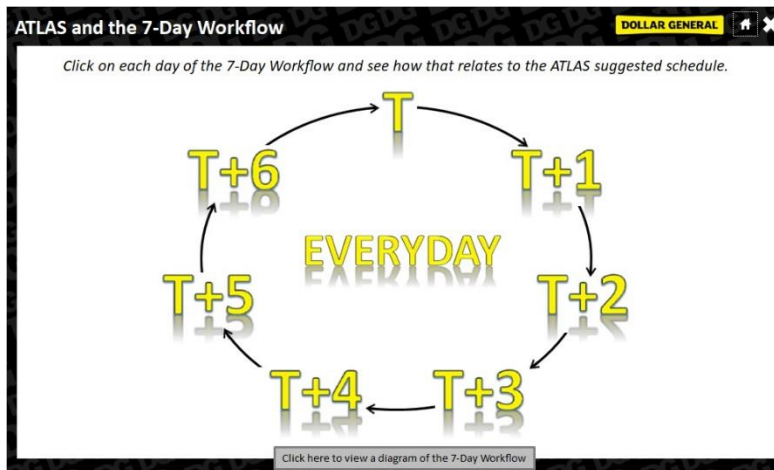 ATLAS and the 7-Day Workflow
DOLLAR GENERAL
Click on each day of the 7-Day Workflow and see how that relates to the ATLAS suggested schedule.
T
T+1
T+2
T+3
T+4
T+5
T+6
EVERYDAY
Click here to view a diagram of the 7-Day Workflow